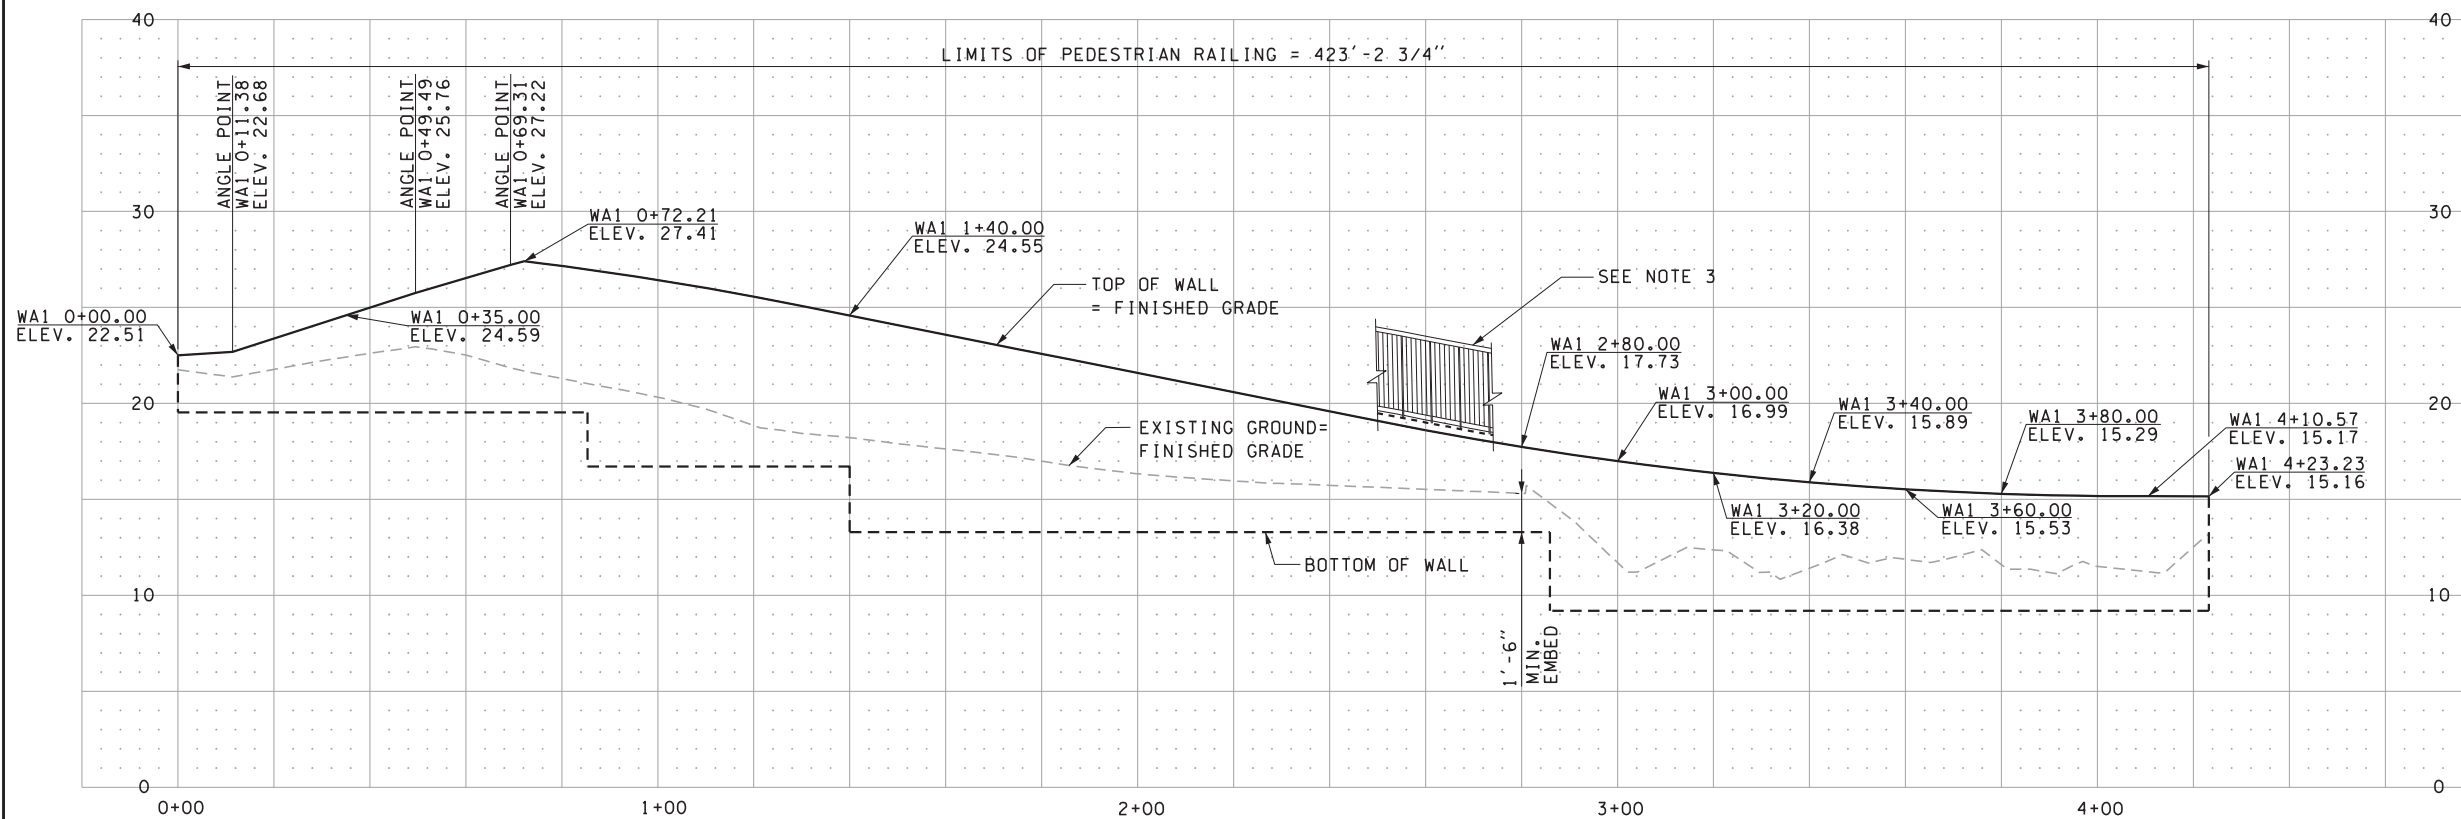 40
40
LIMITS OF PEDESTRIAN RAILING = 423'-2 3/4"
ANGLE POINT
WA1 0+11.38
ELEV. 22.68
ANGLE POINT
WA1 0+49.49
ELEV. 25.76
ANGLE POINT
WA1 0+69.31
ELEV. 27.22
30
30
WA1 0+72.21
ELEV. 27.41
WA1 1+40.00
ELEV. 24.55
TOP OF WALL
= FINISHED GRADE
SEE NOTE 3
WA1 0+00.00
ELEV. 22.51
WA1 0+35.00
ELEV. 24.59
WA1 2+80.00
ELEV. 17.73
WA1 3+00.00
ELEV. 16.99
WA1 3+40.00
ELEV. 15.89
WA1 3+80.00
ELEV. 15.29
WA1 4+10.57
ELEV. 15.17
20
20
EXISTING GROUND=
FINISHED GRADE
WA1 4+23.23
ELEV. 15.16
WA1 3+20.00
ELEV. 16.38
WA1 3+60.00
ELEV. 15.53
BOTTOM OF WALL
10
10
1'-6"
MIN.
EMBED
0
0
0+00
1+00
2+00
3+00
4+00